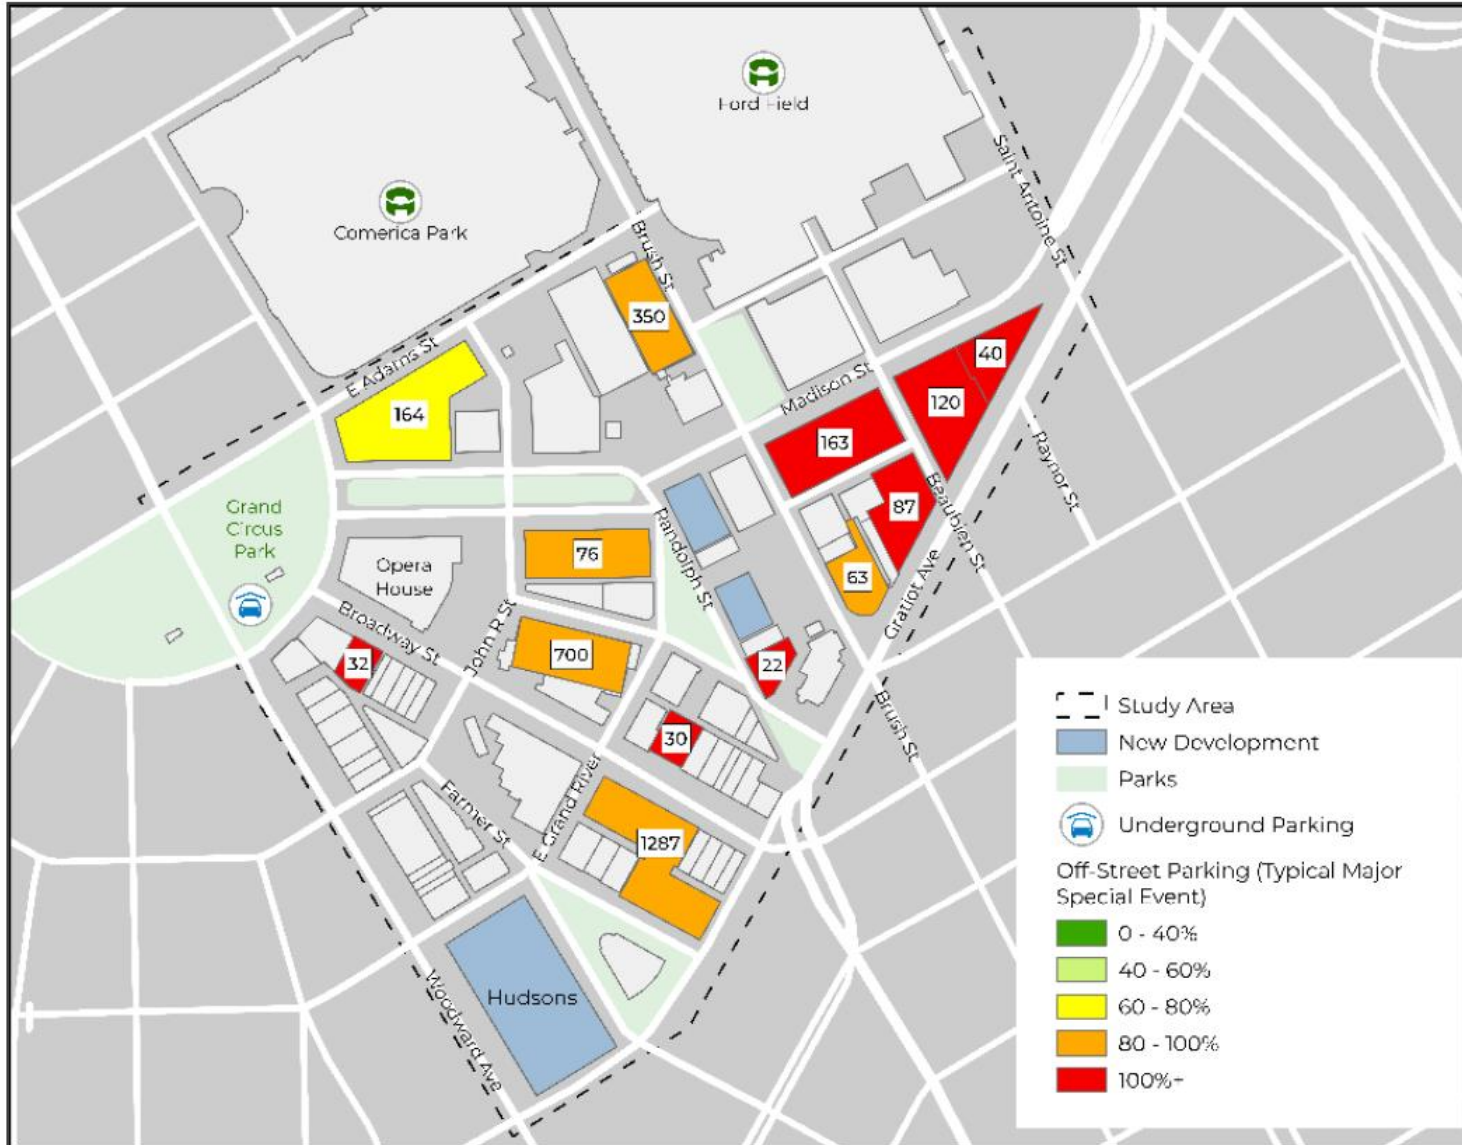 Ford Field
Comerica Park
Saint Antoine St
Brush St
350
E Adams St
164
40
120
Madison St
163
Raynor St
Grand
Circus
Park
87
Beaubien St
Randolph St
76
63
Opera
House
Gratiot Ave
Broadway St
John R St
32
700
22
30
Brush St
Farmer St
E Grand River
1287
Woodward Ave
Hudsons
Study Area
New Development
Parks
Underground Parking
Off-Street Parking (Typical Major
Special Event)
0 - 40%
40 - 60%
60 - 80%
80 - 100%
100%+